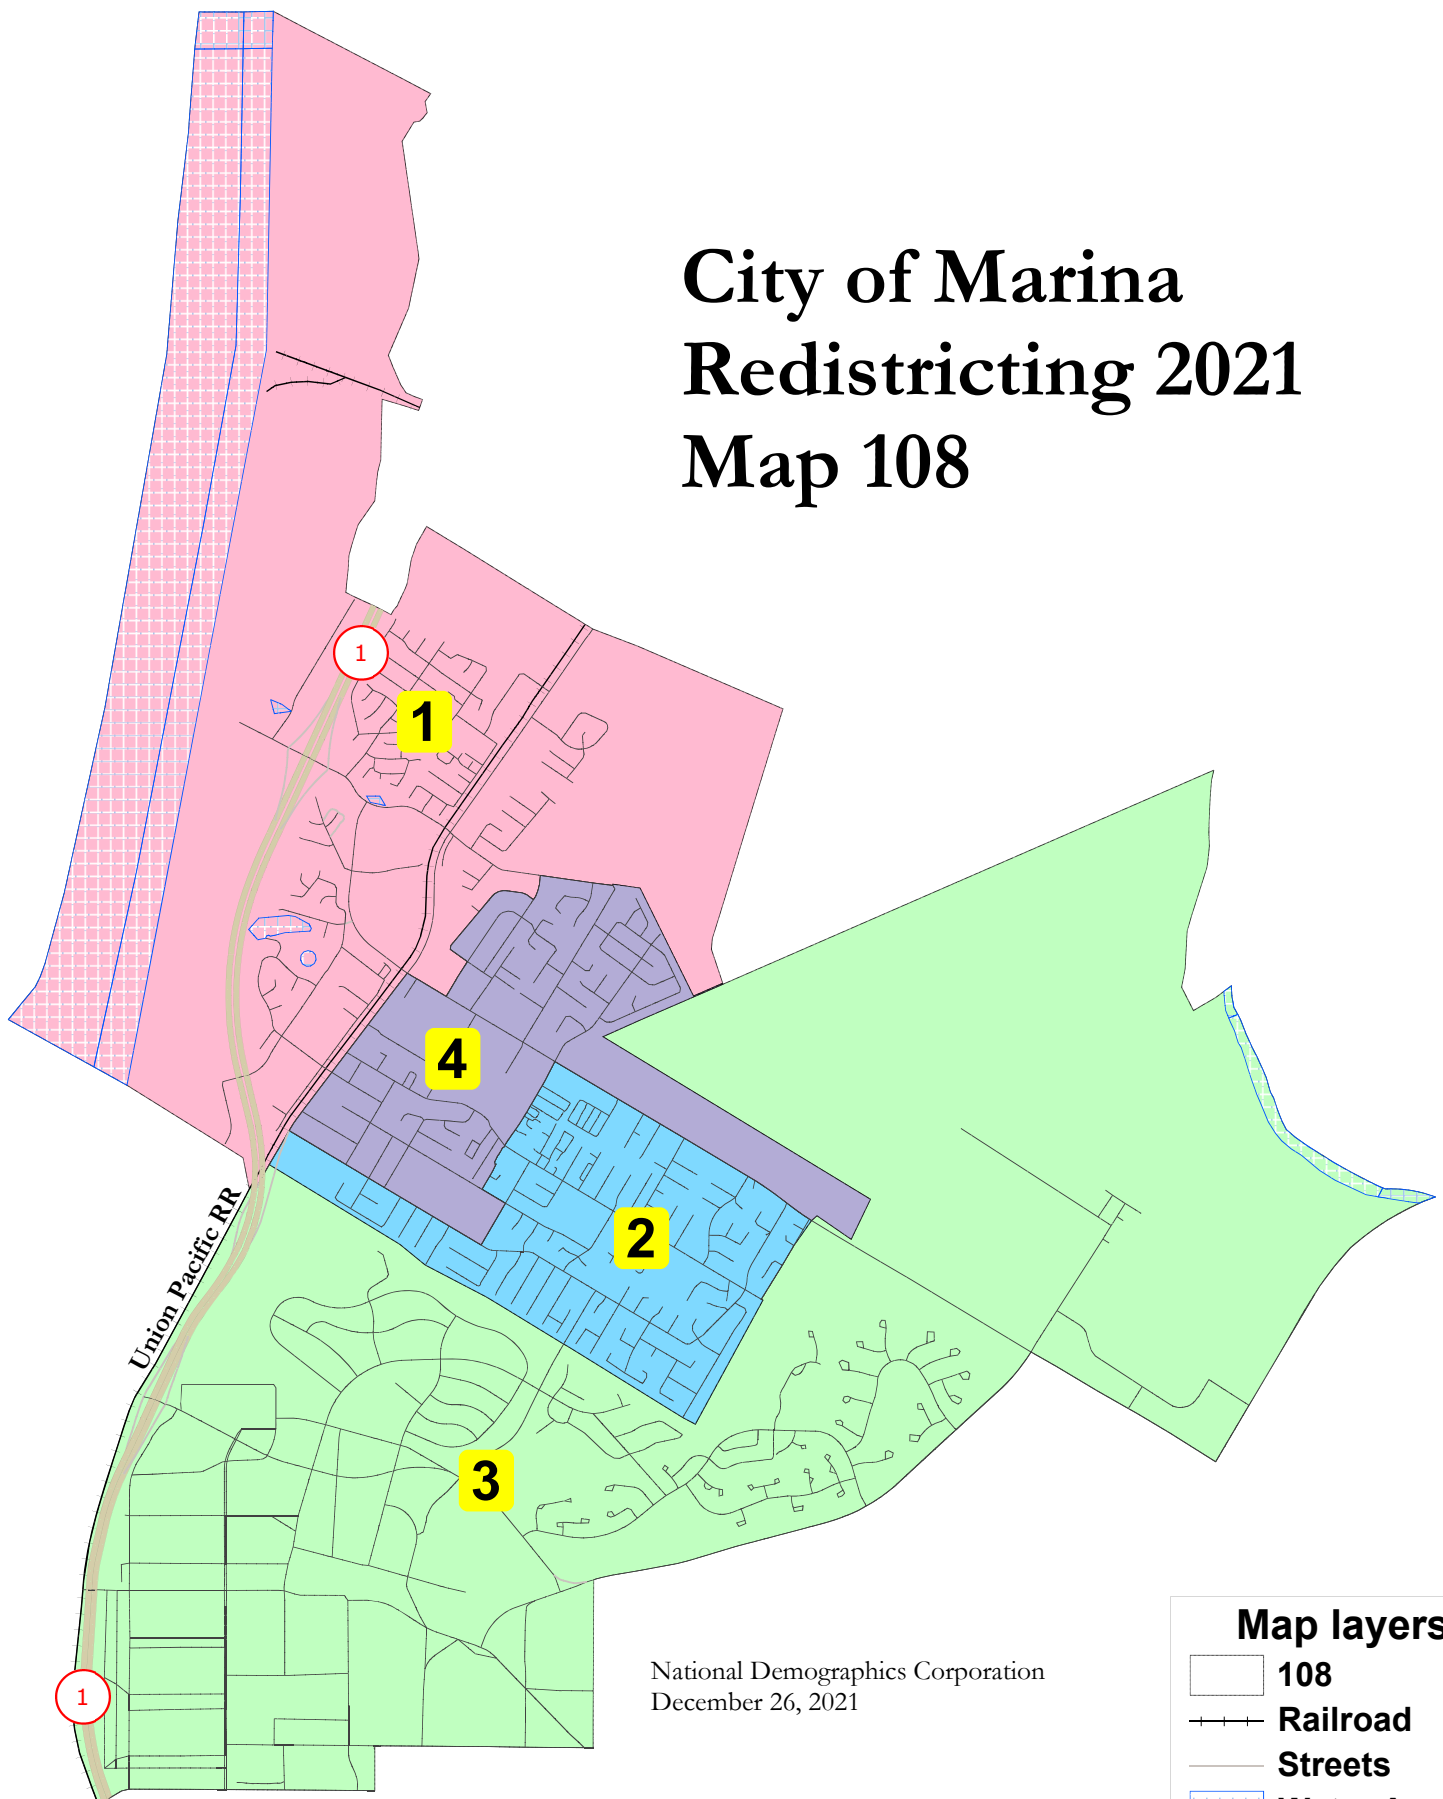 City of Marina
Redistricting 2021
Map 108
1
1
4
2
Union Pacific RR
3
1
National Demographics Corporation
December 26, 2021
Map layers
108
Railroad
Streets